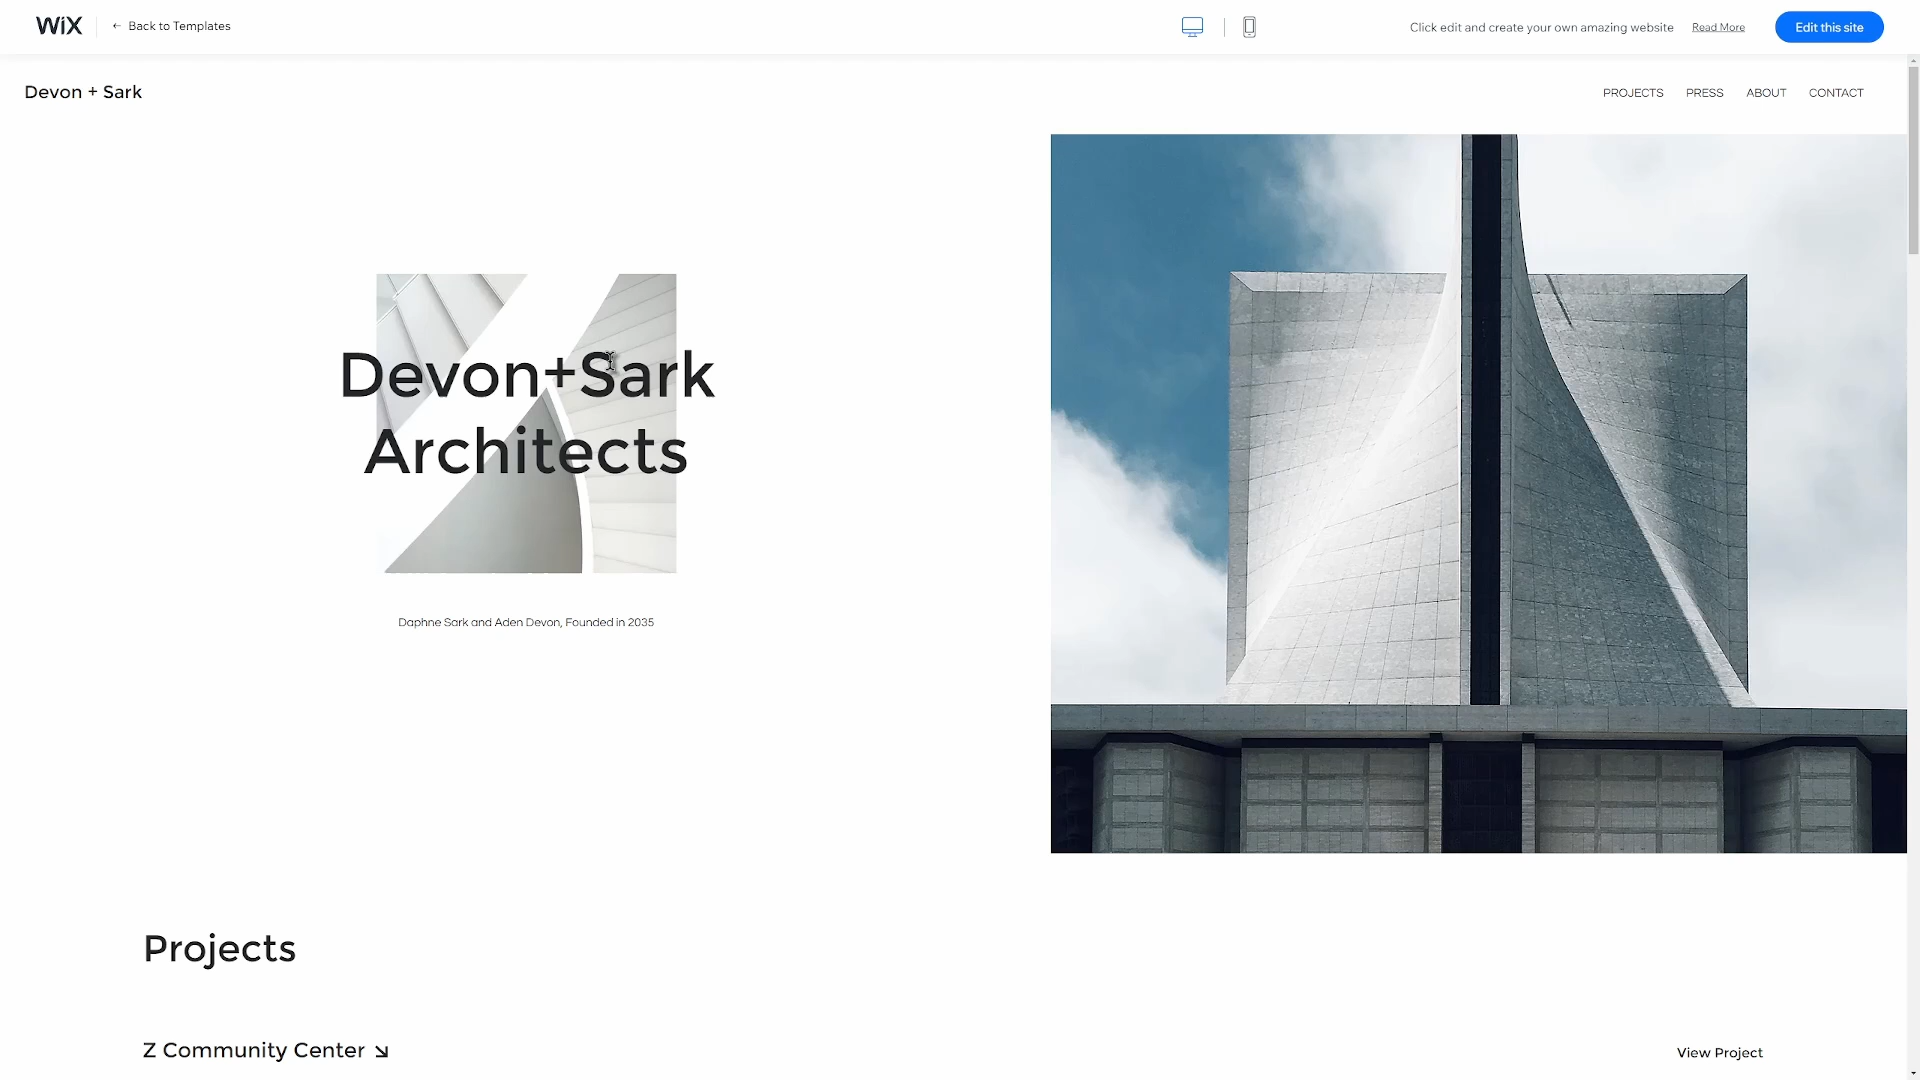 WiX
← Back to Templates
Click edit and create your own amazing website
Read More
Edit this site
Devon + Sark
PROJECTS
PRESS
ABOUT
CONTACT
Devon+Sark
Architects
Daphne Sark and Aden Devon, Founded in 2035
Projects
Z Community Center
View Project